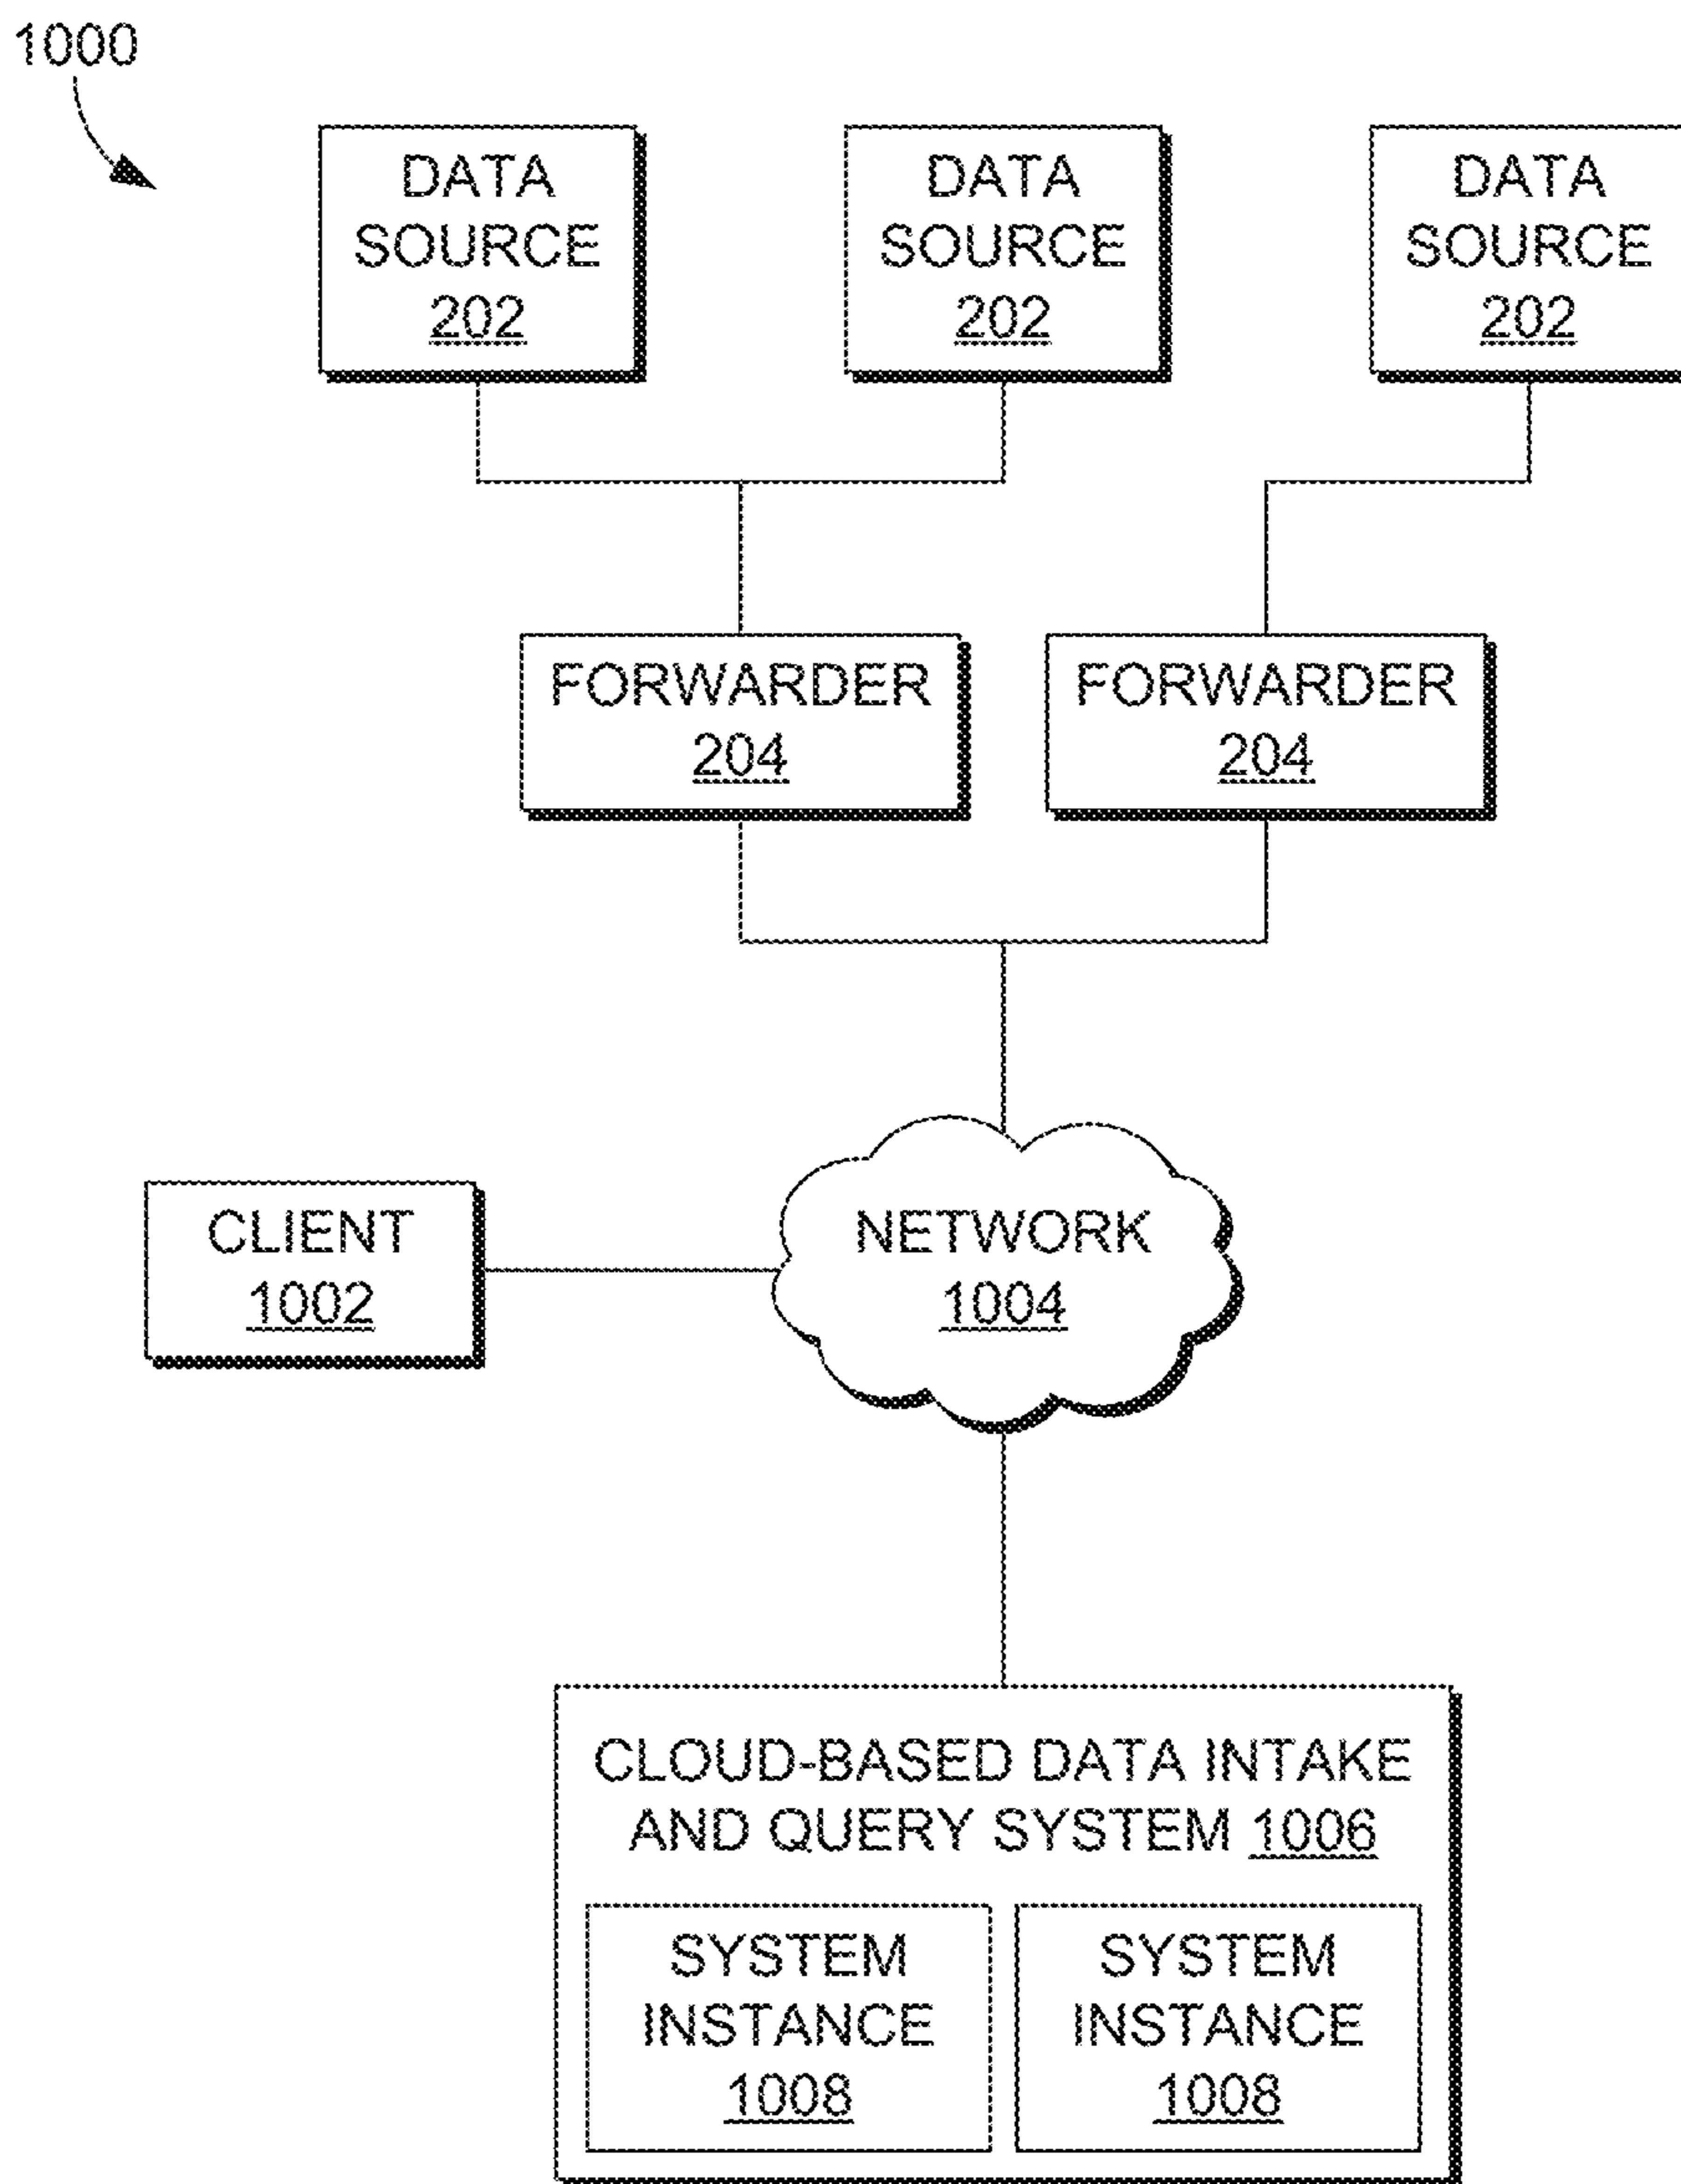 1000
DATA
SOURCE
202
DATA
SOURCE
202
DATA
SOURCE
202
FORWARDER
204
FORWARDER
204
CLIENT
1002
NETWORK
1004
CLOUD-BASED DATA INTAKE
AND QUERY SYSTEM 1006
SYSTEM
INSTANCE
1008
SYSTEM
INSTANCE
1008